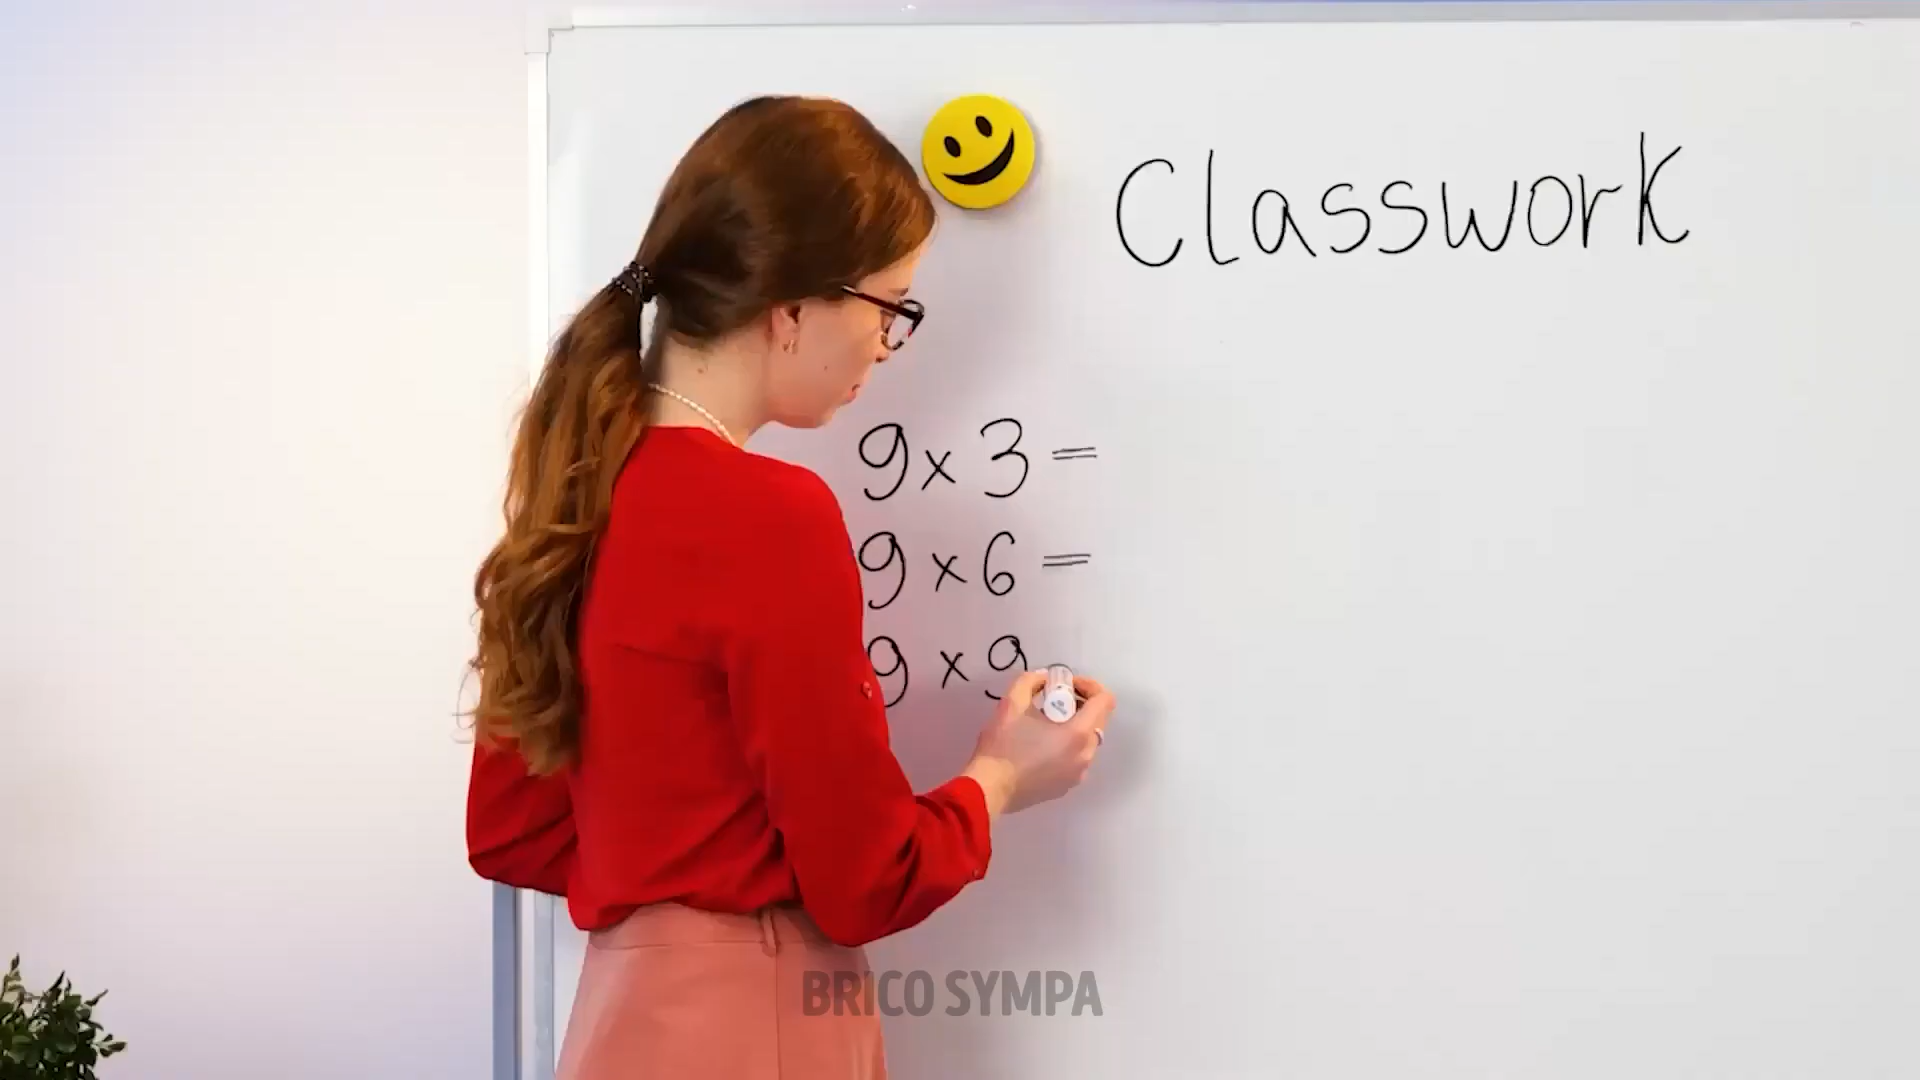 Classwork
9 x 3 =
9 x 6 =
9 x 9
BRICO SYMPA